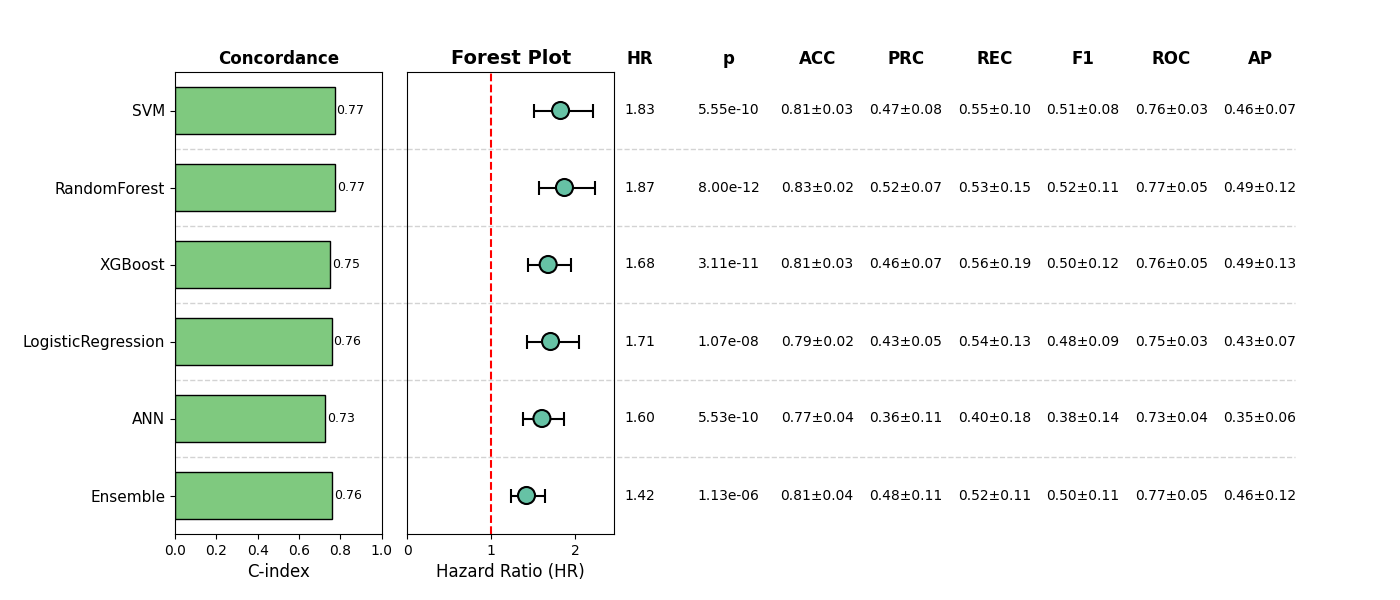 Concordance Forest Plot HR p ACC PRC REC F1 ROC AP
SVM 0.77 1.83 5.55e-10 0.81±0.03 0.47±0.08 0.55±0.10 0.51±0.08 0.76±0.03 0.46±0.07
RandomForest 0.77 1.87 8.00e-12 0.83±0.02 0.52±0.07 0.53±0.15 0.52±0.11 0.77±0.05 0.49±0.12
XGBoost 0.75 1.68 3.11e-11 0.81±0.03 0.46±0.07 0.56±0.19 0.50±0.12 0.76±0.05 0.49±0.13
LogisticRegression 0.76 1.71 1.07e-08 0.79±0.02 0.43±0.05 0.54±0.13 0.48±0.09 0.75±0.03 0.43±0.07
ANN 0.73 1.60 5.53e-10 0.77±0.04 0.36±0.11 0.40±0.18 0.38±0.14 0.73±0.04 0.35±0.06
Ensemble 0.76 1.42 1.13e-06 0.81±0.04 0.48±0.11 0.52±0.11 0.50±0.11 0.77±0.05 0.46±0.12
0.0 0.2 0.4 0.6 0.8 1.0 0 1 2
C-index Hazard Ratio (HR)